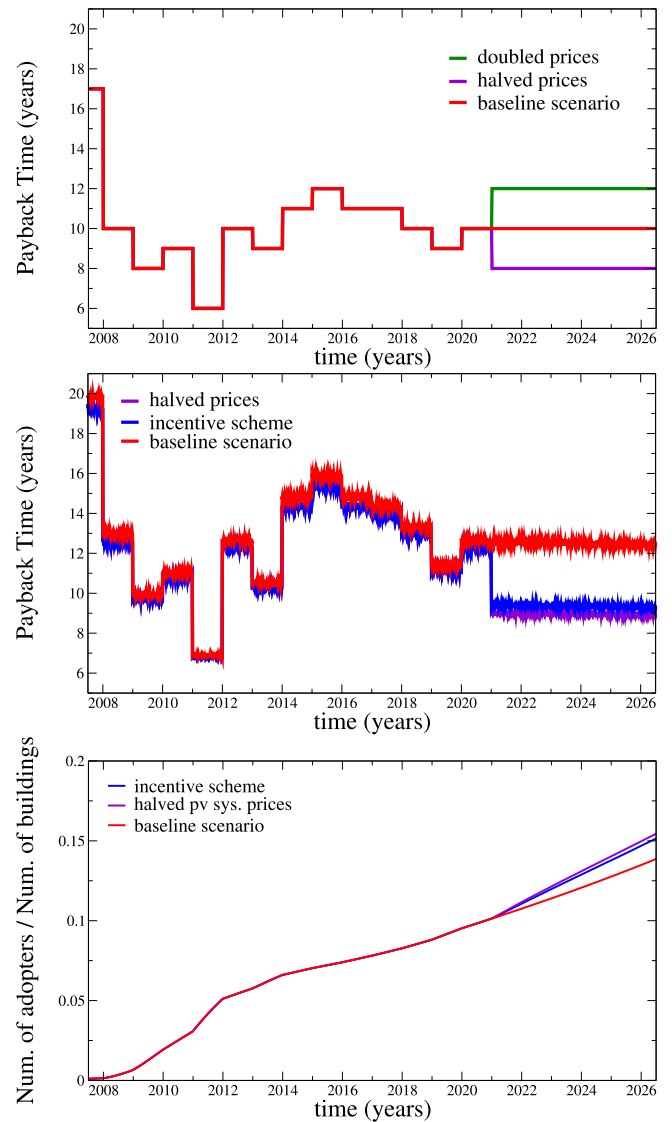 20
18
16
14
12
10
8
6
Payback Time (years)
doubled prices
halved prices
baseline scenario
2008 2010 2012 2014 2016 2018 2020 2022 2024 2026
time (years)
20
18
16
14
12
10
8
6
Payback Time (years)
halved prices
incentive scheme
baseline scenario
2008 2010 2012 2014 2016 2018 2020 2022 2024 2026
time (years)
0.2
0.15
0.1
0.05
0
Num. of adopters / Num. of buildings
incentive scheme
halved pv sys. prices
baseline scenario
2008 2010 2012 2014 2016 2018 2020 2022 2024 2026
time (years)